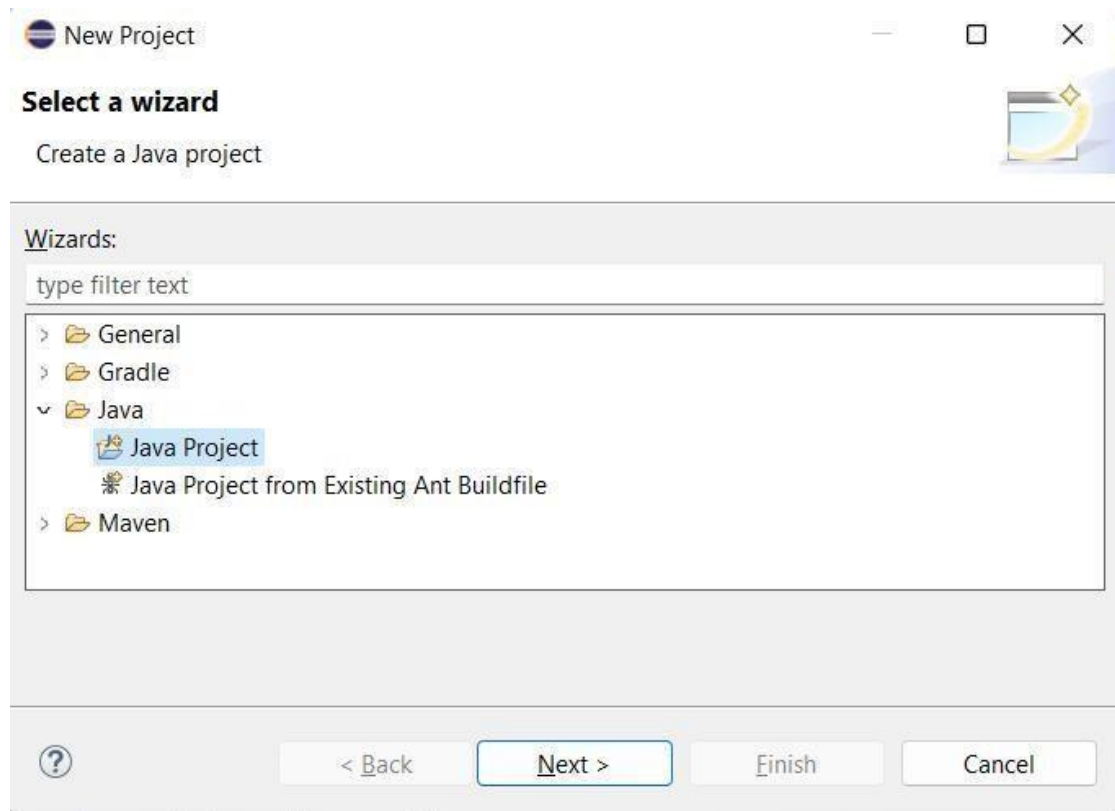 New Project
Select a wizard
Create a Java project
Wizards:
type filter text
General
Gradle
Java
Java Project
Java Project from Existing Ant Buildfile
Maven
? < Back Next > Finish Cancel